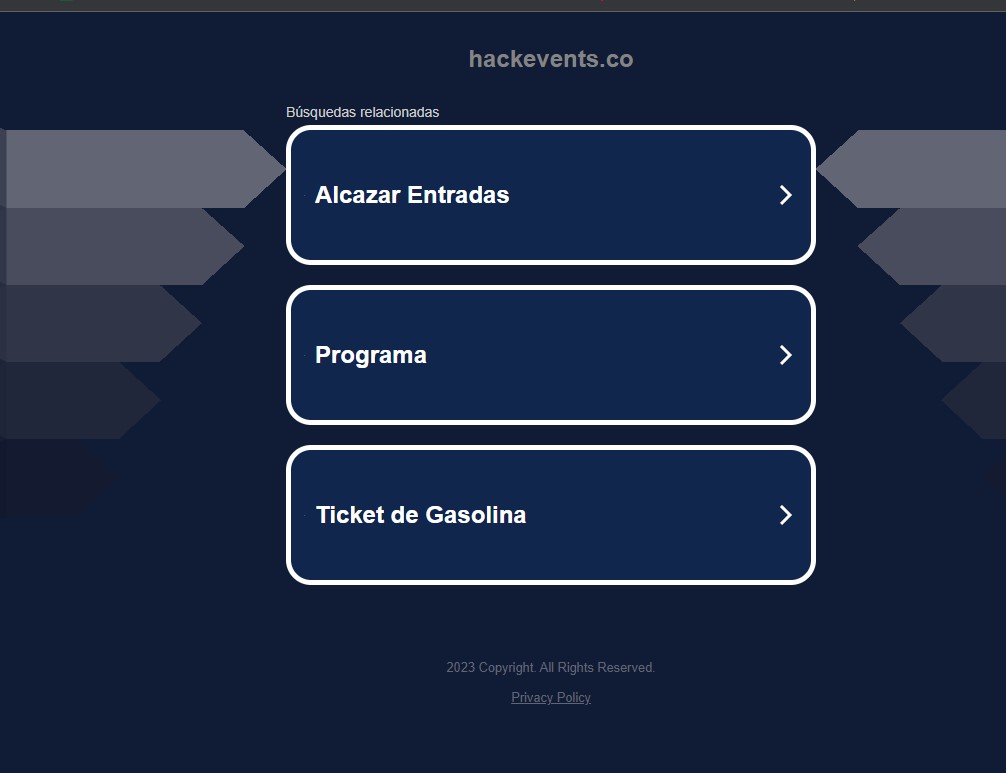 hackevents.co
Búsquedas relacionadas
Alcazar Entradas
Programa
Ticket de Gasolina
2023 Copyright. All Rights Reserved.
Privacy Policy